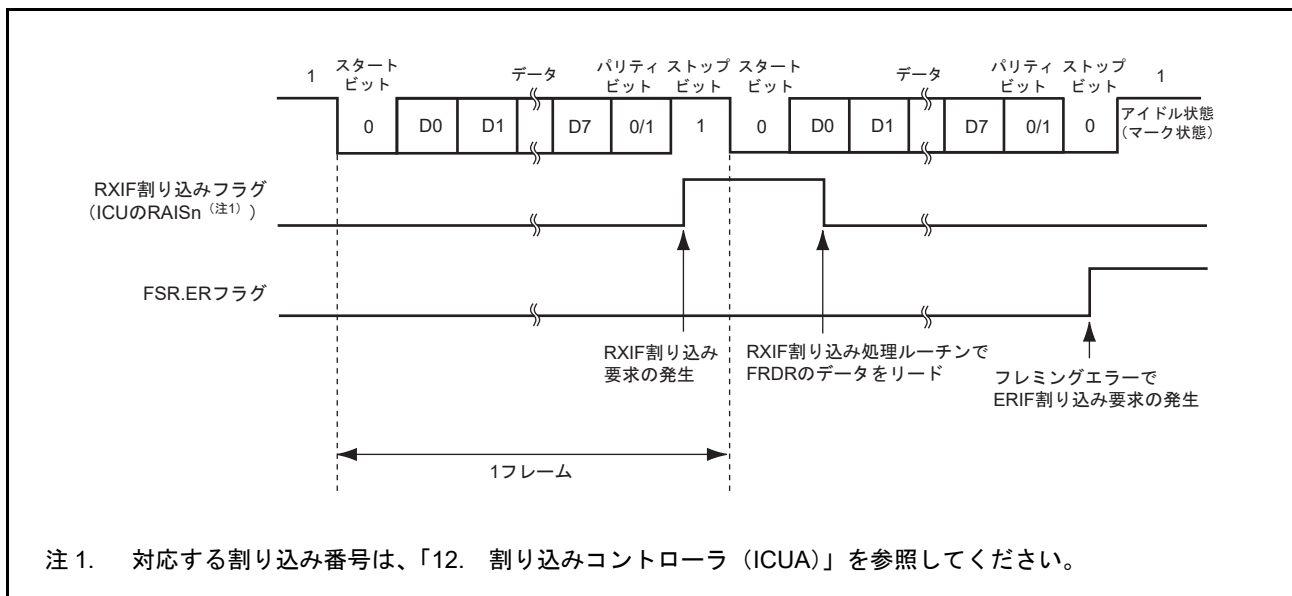 1 スタート ビット データ パリティ ビット ストップ ビット スタート ビット データ パリティ ビット ストップ ビット 1
0 D0 D1 D7 0/1 1 0 D0 D1 D7 0/1 0 アイドル状態
(マーク状態)
RXIF割り込みフラグ
(ICUのRAISn(注1))
FSR.ERフラグ
RXIF割り込み
要求の発生
RXIF割り込み処理ルーチンで
FRDRのデータをリード
フレミングエラーで
ERIF割り込み要求の発生
1フレーム
注 1. 対応する割り込み番号は、「12. 割り込みコントローラ（ICUA）」を参照してください。